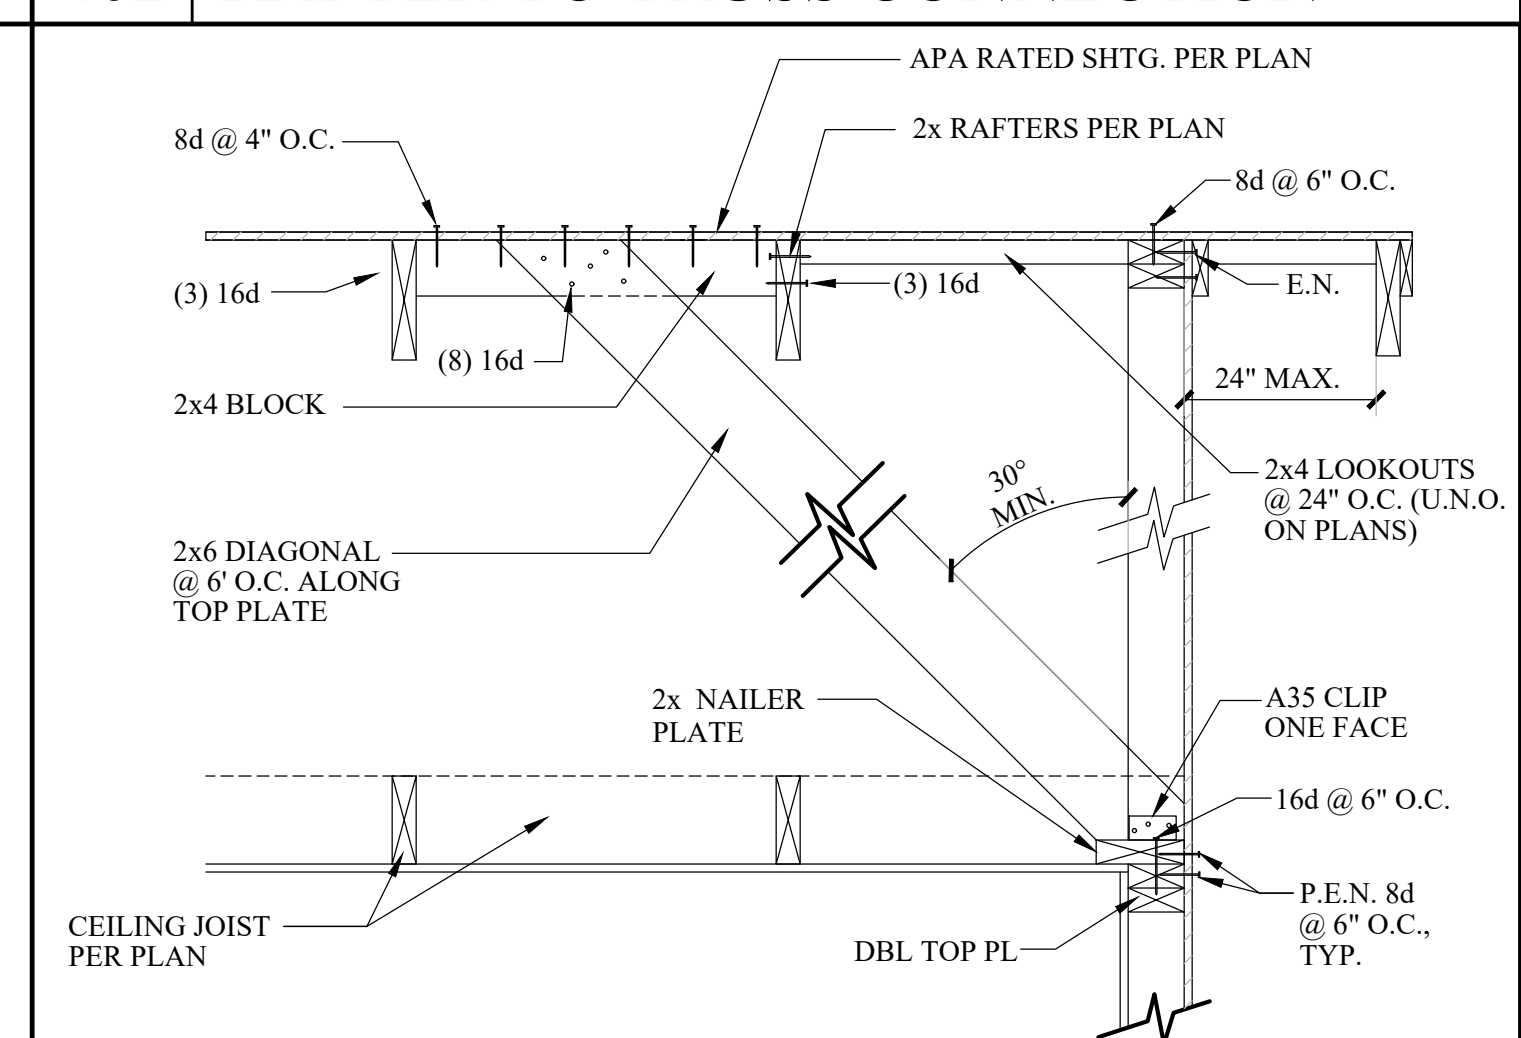 APA RATED SHTG. PER PLAN
8d @ 4" O.C.
2x RAFTERS PER PLAN
8d @ 6" O.C.
(3) 16d
(3) 16d
E.N.
(8) 16d
24" MAX.
2x4 BLOCK
2x4 LOOKOUTS
@ 24" O.C. (U.N.O.
ON PLANS)
30°
MIN.
2x6 DIAGONAL
@ 6' O.C. ALONG
TOP PLATE
2x NAILER
PLATE
A35 CLIP
ONE FACE
16d @ 6" O.C.
P.E.N. 8d
@ 6" O.C.,
TYP.
CEILING JOIST
PER PLAN
DBL TOP PL